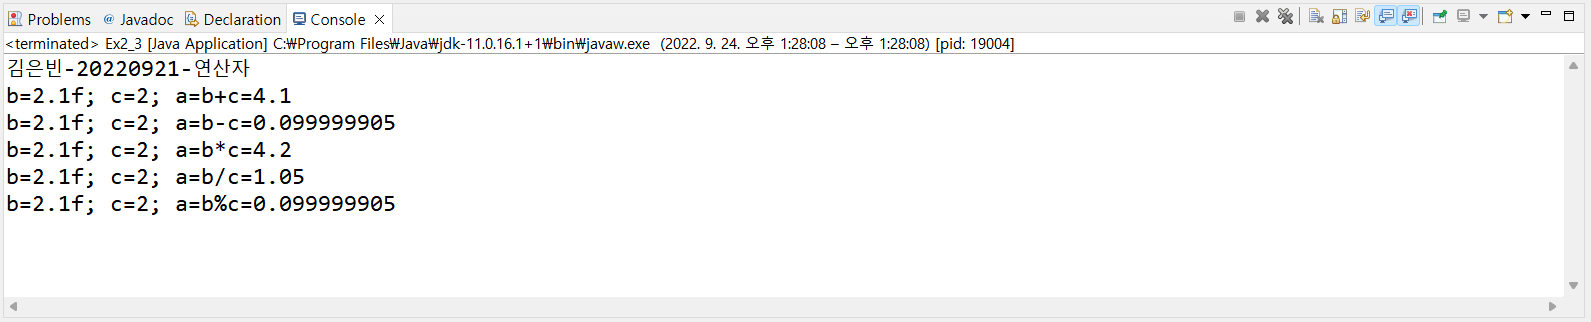 Problems @ Javadoc Declaration Console
<terminated> Ex2_3 [Java Application] C:₩Program Files₩Java₩jdk-11.0.16.1+1₩bin₩javaw.exe (2022. 9. 24. 오후 1:28:08 – 오후 1:28:08) [pid: 19004]
김은빈-20220921-연산자
b=2.1f; c=2; a=b+c=4.1
b=2.1f; c=2; a=b-c=0.099999905
b=2.1f; c=2; a=b*c=4.2
b=2.1f; c=2; a=b/c=1.05
b=2.1f; c=2; a=b%c=0.099999905